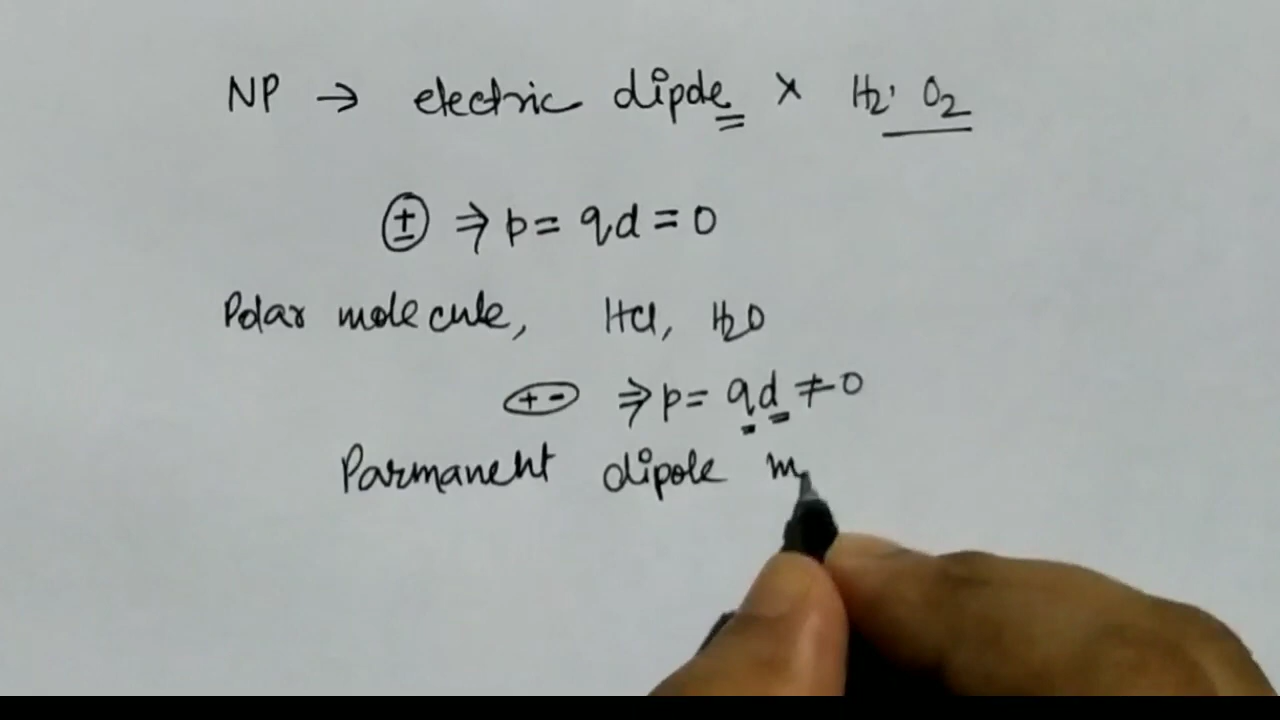 NP → electric dipole × H₂, O₂
⊕ ⇒ p = qd = 0
Polar molecule, HCl, H₂O
+ - ⇒ p = qd ≠ 0
Parmanent dipole m